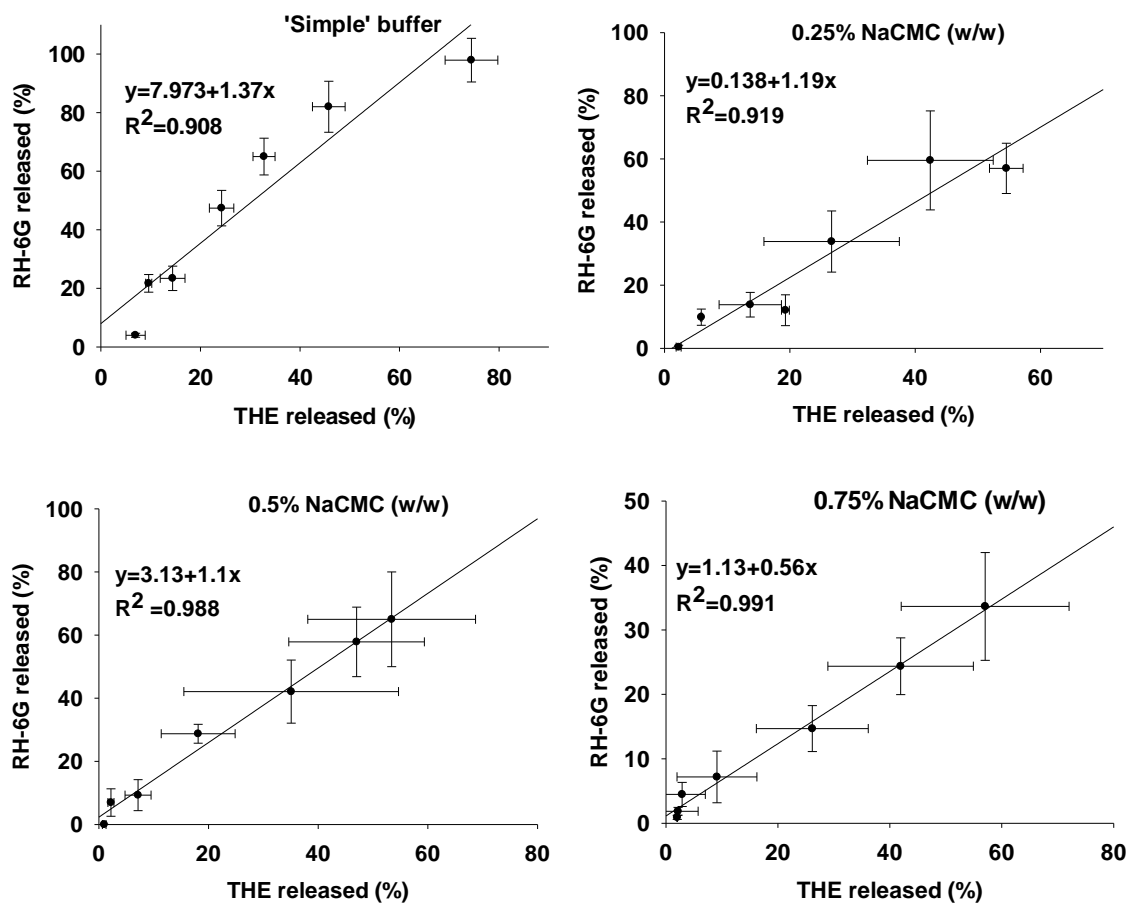 'Simple' buffer
y=7.973+1.37x
R²=0.908
RH-6G released (%)
100
80
60
40
20
0
0 20 40 60 80
THE released (%)
0.25% NaCMC (w/w)
y=0.138+1.19x
R²=0.919
RH-6G released (%)
100
80
60
40
20
0
0 20 40 60
THE released (%)
0.5% NaCMC (w/w)
y=3.13+1.1x
R² =0.988
RH-6G released (%)
100
80
60
40
20
0
0 20 40 60 80
THE released (%)
0.75% NaCMC (w/w)
y=1.13+0.56x
R²=0.991
RH-6G released (%)
50
40
30
20
10
0
0 20 40 60 80
THE released (%)